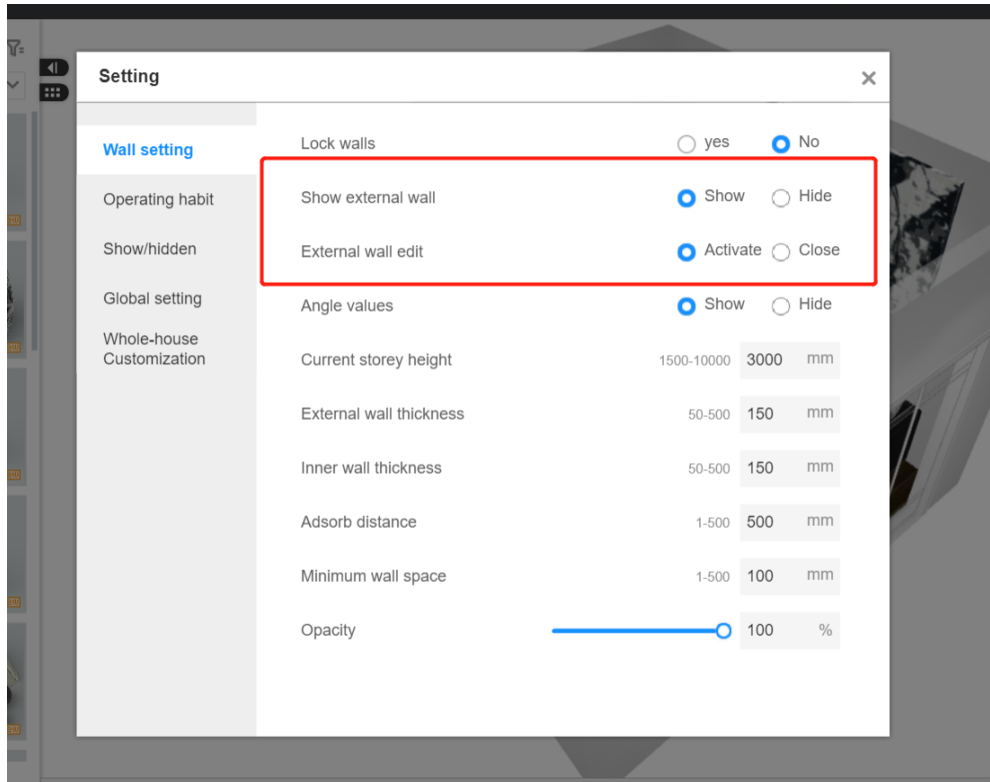 Setting
Wall setting
Operating habit
Show/hidden
Global setting
Whole-house
Customization
Lock walls yes No
Show external wall Show Hide
External wall edit Activate Close
Angle values Show Hide
Current storey height 1500-10000 3000 mm
External wall thickness 50-500 150 mm
Inner wall thickness 50-500 150 mm
Adsorb distance 1-500 500 mm
Minimum wall space 1-500 100 mm
Opacity 100 %